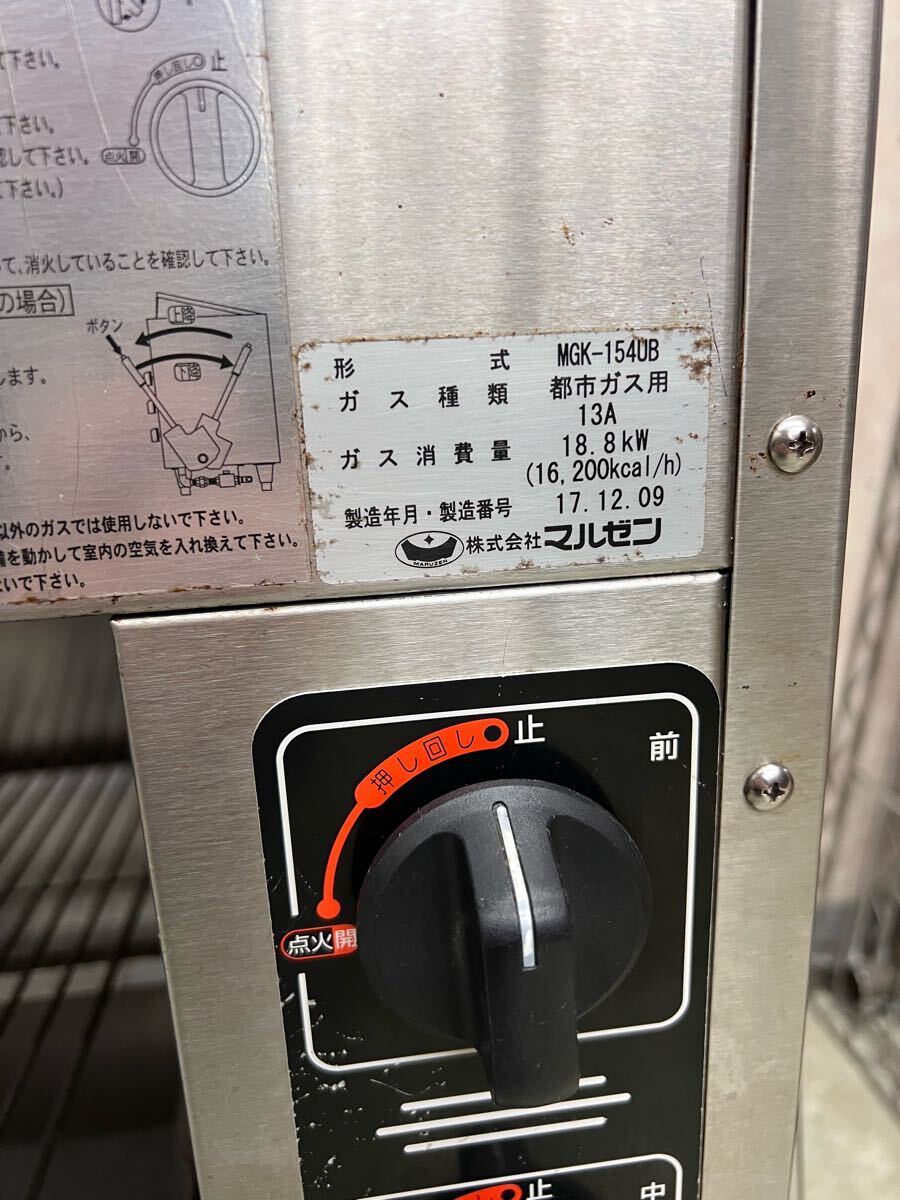 て下さい。
押し回し 止
下さい。
認して下さい。 点火 開
て下さい。)
って、消火していることを確認して下さい。
の場合)
ボタン
上降
下降
します。
から、
す。
以外のガスでは使用しないで下さい。
備を動かして室内の空気を入れ換えて下さい。
ないで下さい。
形式 MGK-154UB
ガス種類 都市ガス用
13A
ガス消費量 18.8kW
(16,200kcal/h)
製造年月・製造番号 17.12.09
MARUZEN
株式会社マルゼン
押し回し 止
前
点火 開
止
中